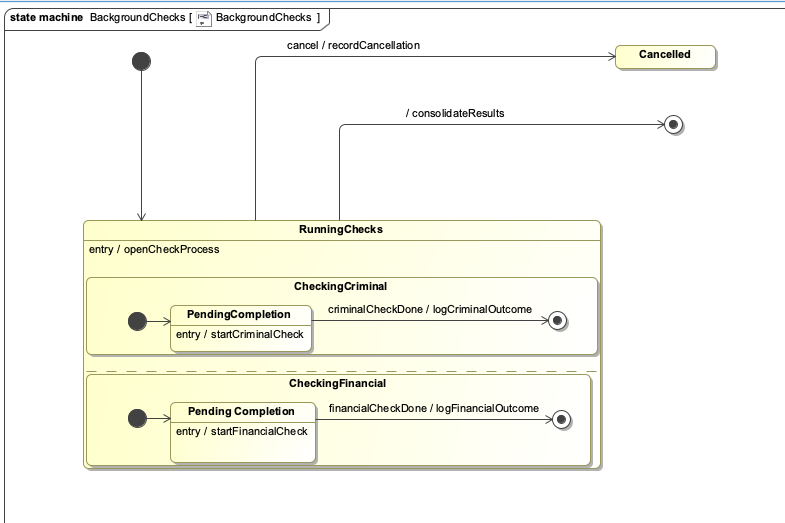 state machine BackgroundChecks [ BackgroundChecks ]
cancel / recordCancellation
Cancelled
/ consolidateResults
RunningChecks
entry / openCheckProcess
CheckingCriminal
PendingCompletion
criminalCheckDone / logCriminalOutcome
entry / startCriminalCheck
CheckingFinancial
Pending Completion
financialCheckDone / logFinancialOutcome
entry / startFinancialCheck